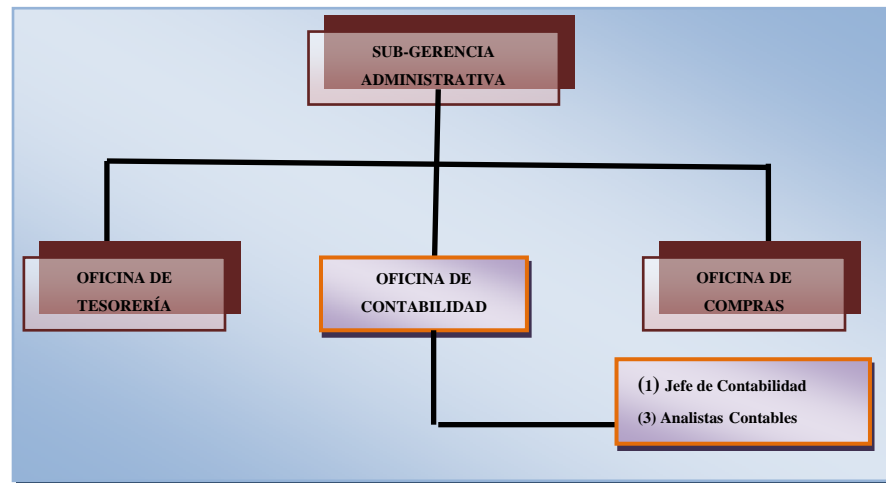 SUB-GERENCIA
ADMINISTRATIVA
OFICINA DE
TESORERÍA
OFICINA DE
CONTABILIDAD
OFICINA DE
COMPRAS
(1) Jefe de Contabilidad
(3) Analistas Contables